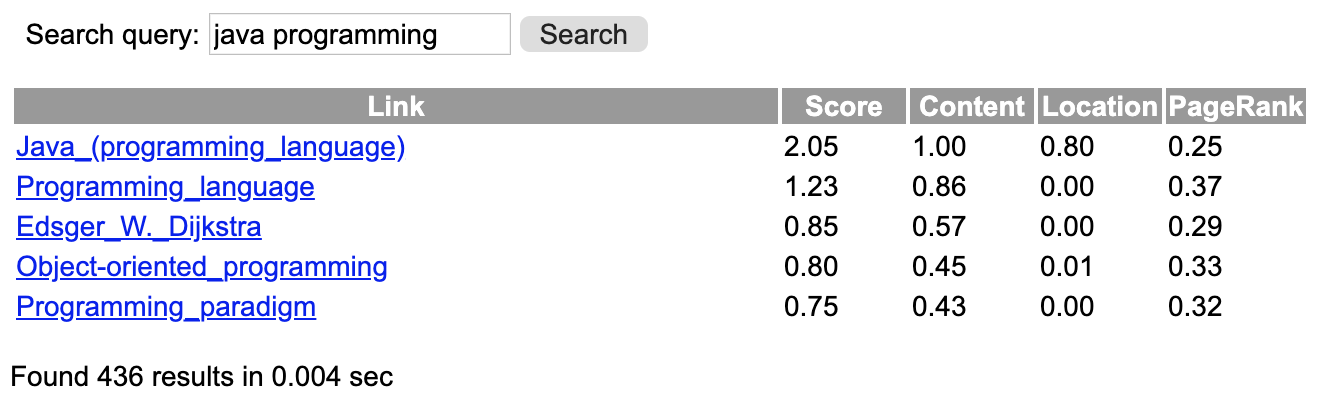 Search query: java programming Search
Link Score Content Location PageRank
Java_(programming_language) 2.05 1.00 0.80 0.25
Programming_language 1.23 0.86 0.00 0.37
Edsger_W._Dijkstra 0.85 0.57 0.00 0.29
Object-oriented_programming 0.80 0.45 0.01 0.33
Programming_paradigm 0.75 0.43 0.00 0.32
Found 436 results in 0.004 sec